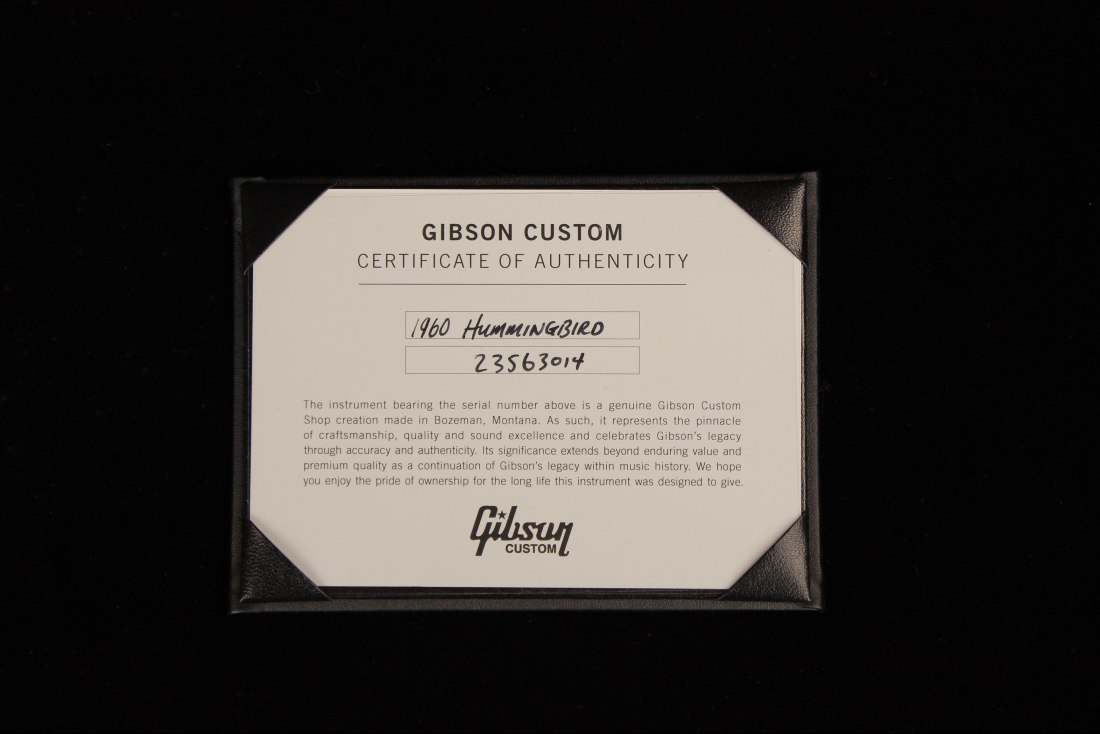 GIBSON CUSTOM
CERTIFICATE OF AUTHENTICITY
1960 HUMMINGBIRD
23563014
The instrument bearing the serial number above is a genuine Gibson Custom
Shop creation made in Bozeman, Montana. As such, it represents the pinnacle
of craftsmanship, quality and sound excellence and celebrates Gibson's legacy
through accuracy and authenticity. Its significance extends beyond enduring value and
premium quality as a continuation of Gibson's legacy within music history. We hope
you enjoy the pride of ownership for the long life this instrument was designed to give.
Gibson
CUSTOM